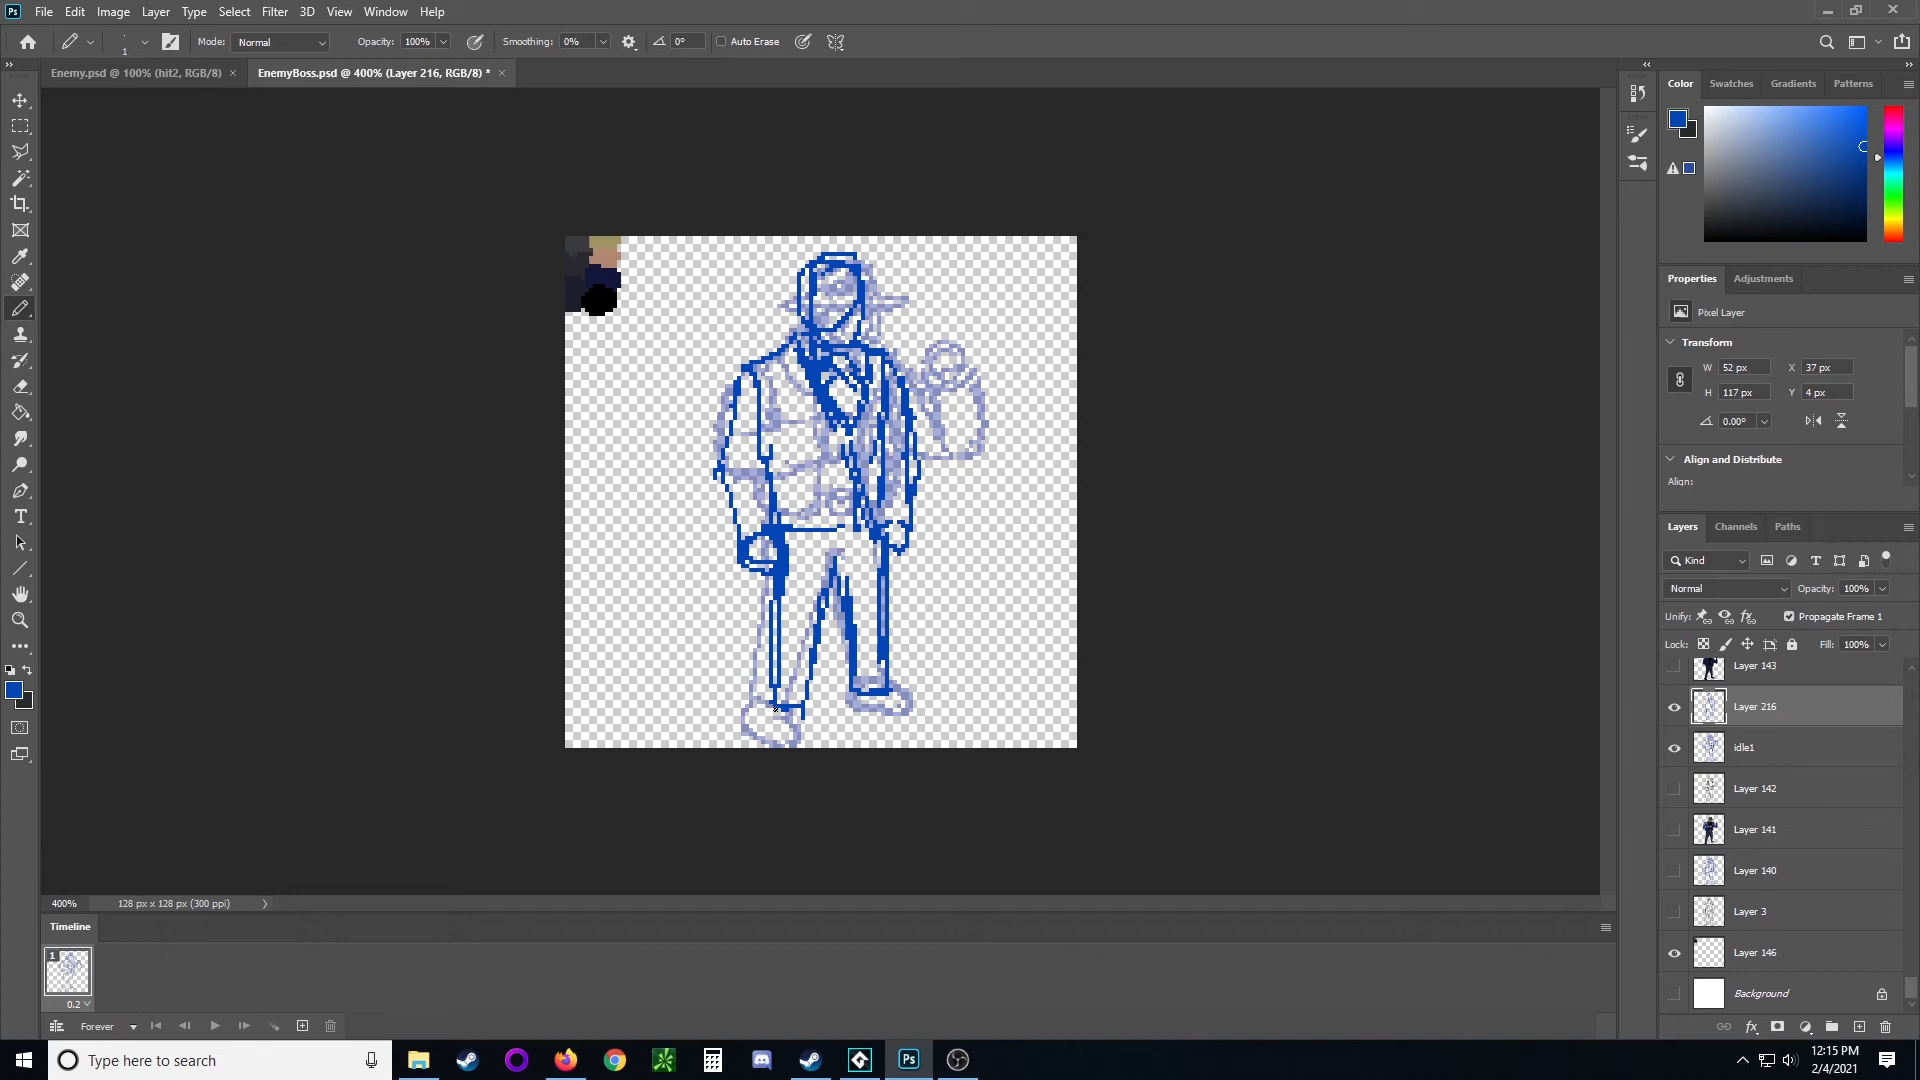 Ps File Edit Image Layer Type Select Filter 3D View Window Help
1 Mode: Normal Opacity: 100% Smoothing: 0% 0° Auto Erase
Enemy.psd @ 100% (hit2, RGB/8) × EnemyBoss.psd @ 400% (Layer 216, RGB/8) * ×
Color Swatches Gradients Patterns
Properties Adjustments
Pixel Layer
Transform
W 52 px X 37 px
H 117 px Y 4 px
0.00°
Align and Distribute
Align:
Layers Channels Paths
Kind
Normal Opacity: 100%
Unify: Propagate Frame 1
Lock: Fill: 100%
Layer 143
Layer 216
idle1
Layer 142
Layer 141
Layer 140
Layer 3
Layer 146
Background
400% 128 px x 128 px (300 ppi)
Timeline
1
0.2
Forever
Type here to search
Ps
12:15 PM
2/4/2021